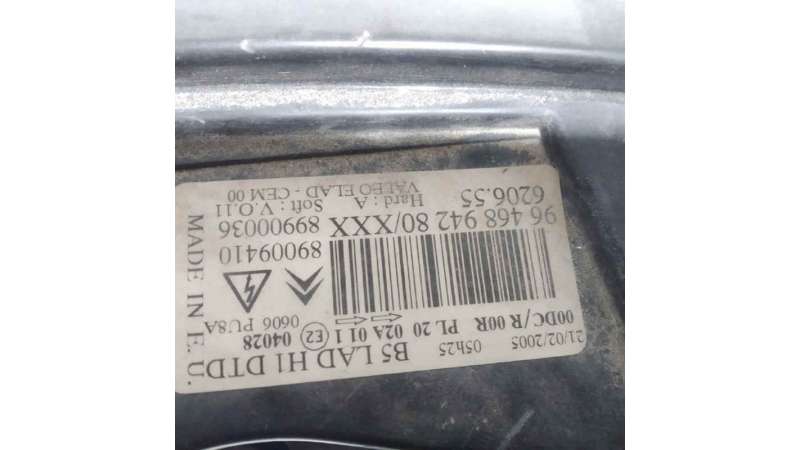 21/02/2005
05h25
B5 LAD H1 DTD.
00DC/R 00R PL 20 02A 01 1 E2 04028
0606 PU8A
96 468 942 80/XXX
89009410
6206.55
89900036
Hard : A
Soft : V.O.11
VALEO ELAD - CEM 00
MADE IN E. U.